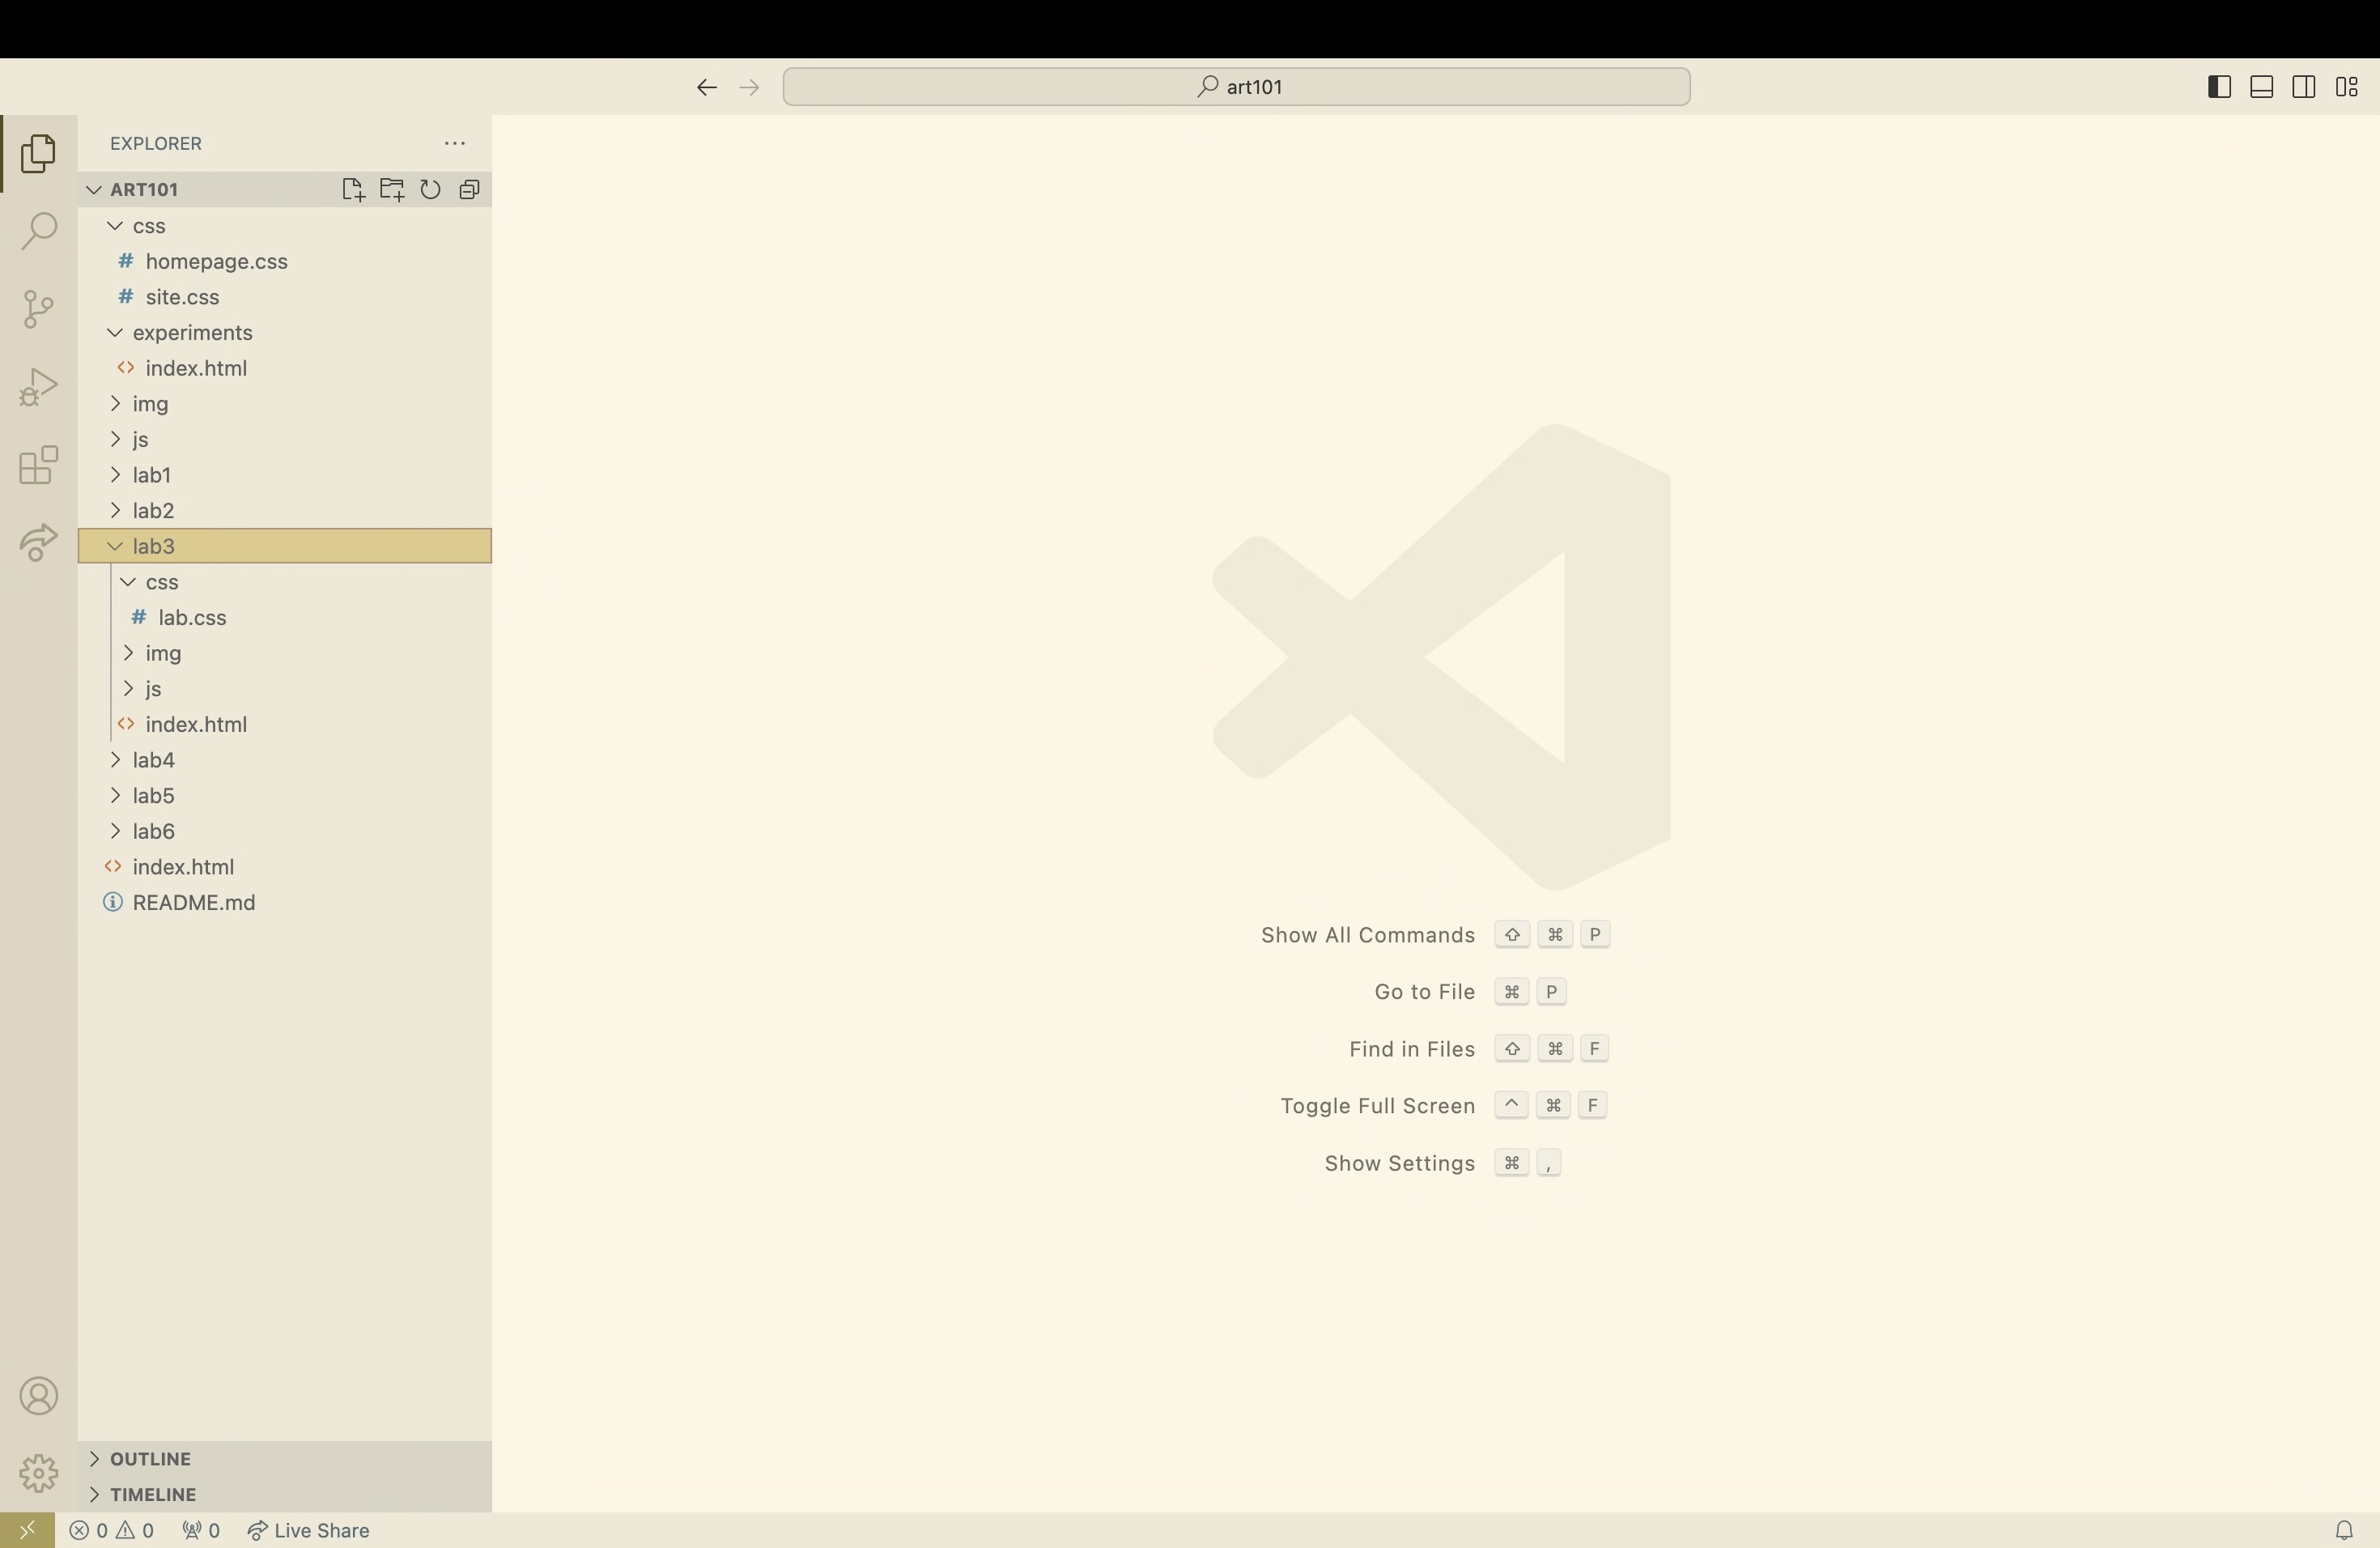 art101
EXPLORER
ART101
css
# homepage.css
# site.css
experiments
<> index.html
img
js
lab1
lab2
lab3
css
# lab.css
img
js
<> index.html
lab4
lab5
lab6
<> index.html
README.md
Show All Commands ⇧ ⌘ P
Go to File ⌘ P
Find in Files ⇧ ⌘ F
Toggle Full Screen ^ ⌘ F
Show Settings ⌘ ,
OUTLINE
TIMELINE
0 0 0 Live Share